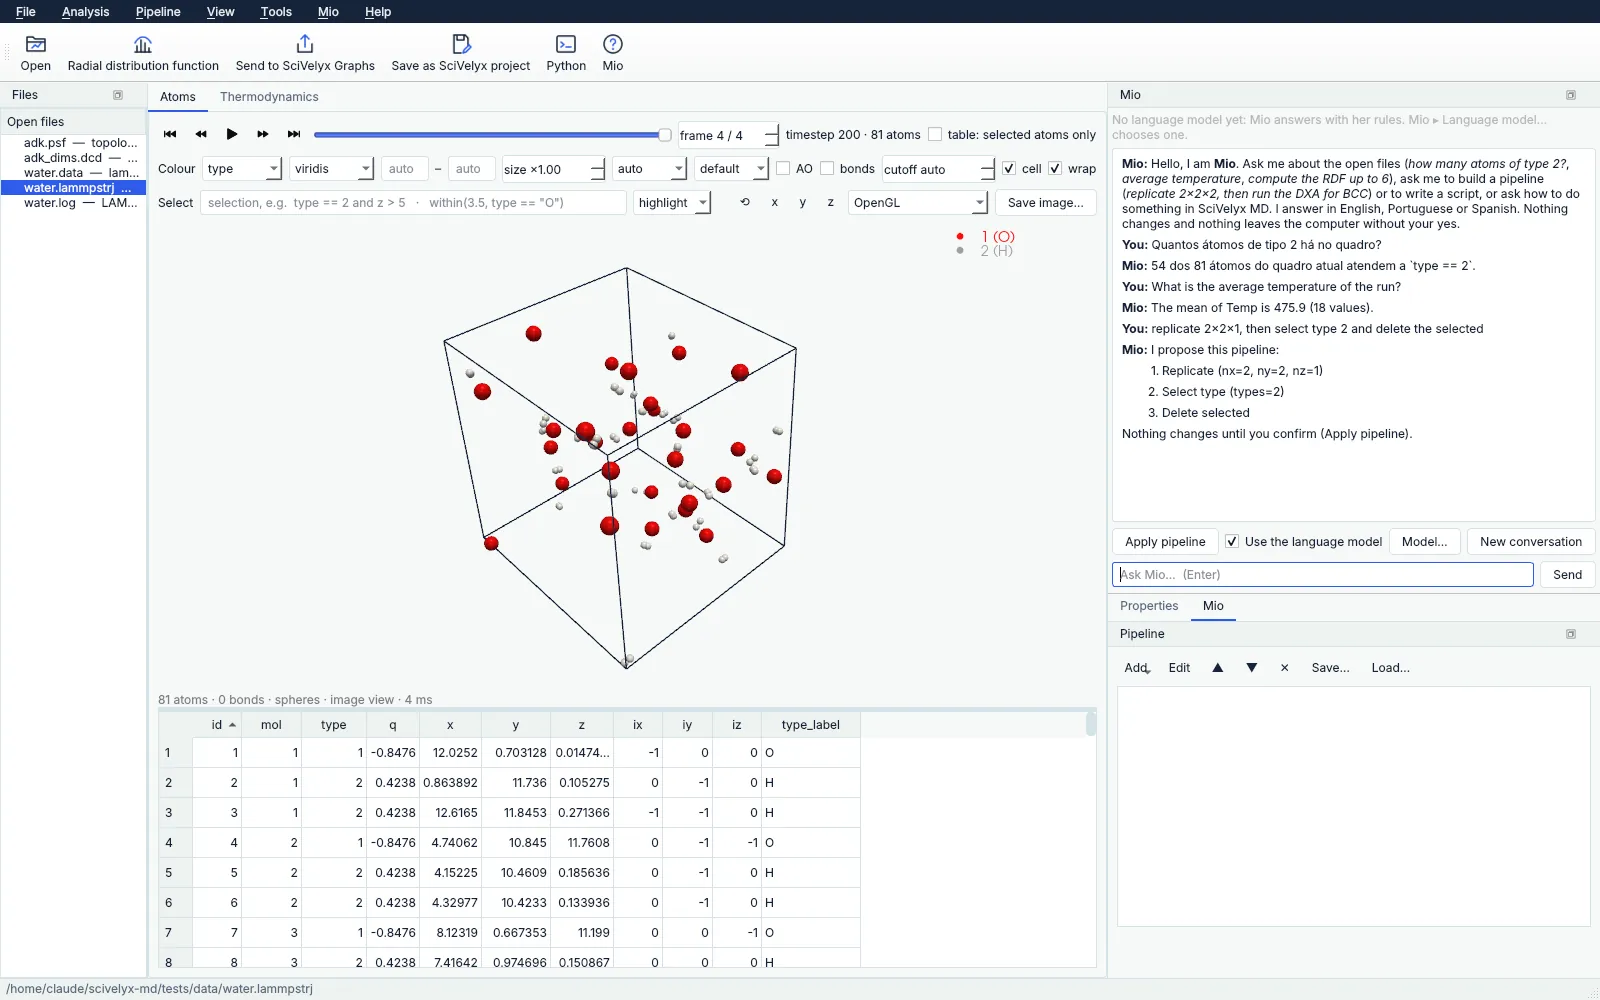 File Analysis Pipeline View Tools Mio Help
Open Radial distribution function Send to SciVelyx Graphs Save as SciVelyx project Python Mio
Files
Open files
adk.psf — topolo...
adk_dims.dcd — ...
water.data — lam...
water.lammpstrj ...
water.log — LAM...
Atoms Thermodynamics
frame 4 / 4 timestep 200 · 81 atoms table: selected atoms only
Colour type viridis auto – auto size ×1.00 auto default AO bonds cutoff auto cell wrap
Select selection, e.g. type == 2 and z > 5 · within(3.5, type == "O") highlight x y z OpenGL Save image...
1 (O)
2 (H)
81 atoms · 0 bonds · spheres · image view · 4 ms
id mol type q x y z ix iy iz type_label
1 1 1 1 -0.8476 12.0252 0.703128 0.01474... -1 0 0 O
2 2 1 2 0.4238 0.863892 11.736 0.105275 0 -1 0 H
3 3 1 2 0.4238 12.6165 11.8453 0.271366 -1 -1 0 H
4 4 2 1 -0.8476 4.74062 10.845 11.7608 0 -1 -1 O
5 5 2 2 0.4238 4.15225 10.4609 0.185636 0 -1 0 H
6 6 2 2 0.4238 4.32977 10.4233 0.133936 0 -1 0 H
7 7 3 1 -0.8476 8.12319 0.667353 11.199 0 0 -1 O
8 8 3 2 0.4238 7.41642 0.974696 0.150867 0 0 0 H
Mio
No language model yet: Mio answers with her rules. Mio ▸ Language model...
chooses one.
Mio: Hello, I am Mio. Ask me about the open files (how many atoms of type 2?,
average temperature, compute the RDF up to 6), ask me to build a pipeline
(replicate 2×2×2, then run the DXA for BCC) or to write a script, or ask how to do
something in SciVelyx MD. I answer in English, Portuguese or Spanish. Nothing
changes and nothing leaves the computer without your yes.
You: Quantos átomos de tipo 2 há no quadro?
Mio: 54 dos 81 átomos do quadro atual atendem a `type == 2`.
You: What is the average temperature of the run?
Mio: The mean of Temp is 475.9 (18 values).
You: replicate 2×2×1, then select type 2 and delete the selected
Mio: I propose this pipeline:
1. Replicate (nx=2, ny=2, nz=1)
2. Select type (types=2)
3. Delete selected
Nothing changes until you confirm (Apply pipeline).
Apply pipeline Use the language model Model... New conversation
Ask Mio... (Enter) Send
Properties Mio
Pipeline
Add Edit ▲ ▼ × Save... Load...
/home/claude/scivelyx-md/tests/data/water.lammpstrj